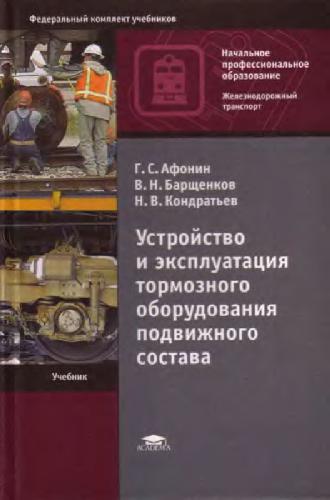 Федеральный комплект учебников
Начальное
профессиональное
образование
Железнодорожный
транспорт
Г. С. Афонин
В. Н. Барщенков
Н. В. Кондратьев
Устройство
и эксплуатация
тормозного
оборудования
подвижного
состава
Учебник
ACADEMA